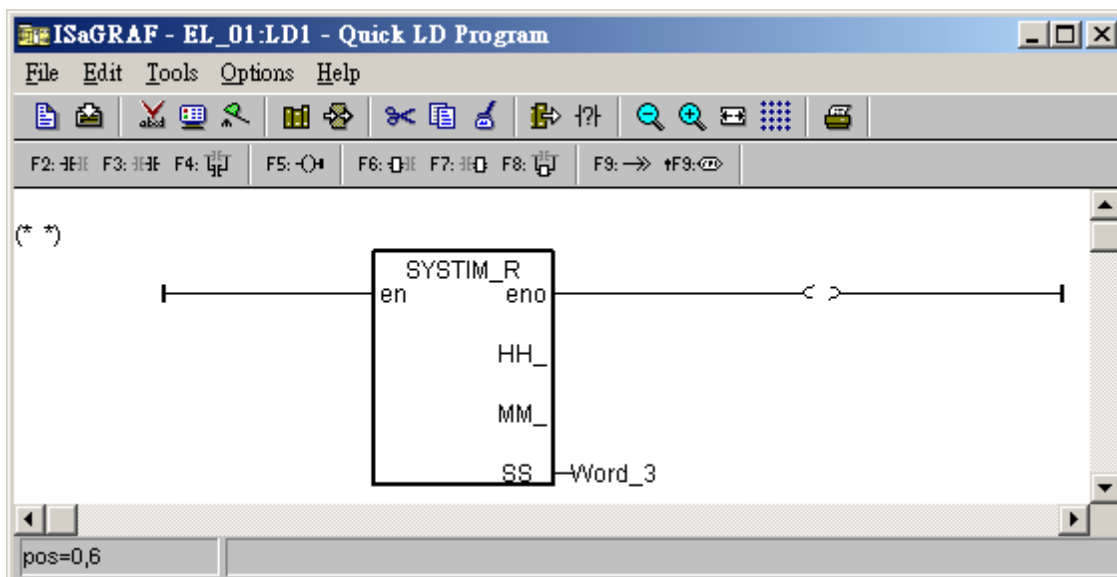 ISaGRAF - EL_01:LD1 - Quick LD Program
File Edit Tools Options Help
F2: F3: F4: F5: F6: F7: F8: F9: F9:
(* *)
SYSTIM_R
en eno
HH_
MM_
SS_ Word_3
pos=0,6